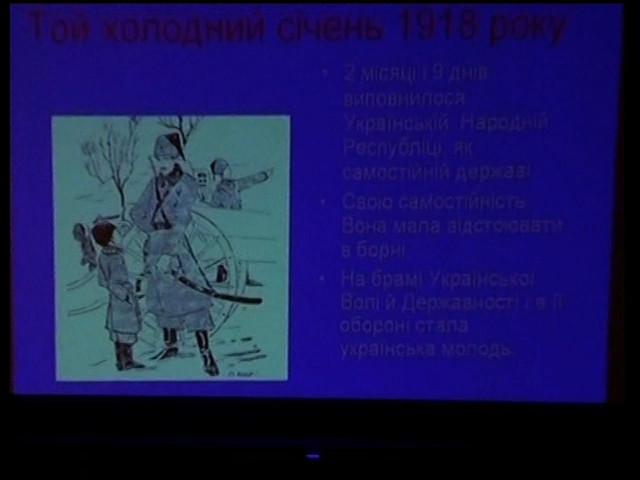 Той холодний січень 1918 року
• 2 місяці і 9 днів
виповнилося
Українській Народній
Республіці, як
самостійній державі
• Свою самостійність
Вона мала відстоювати
в борні
• На брамі Української
Волі й Державності і в її
обороні стала
українська молодь.